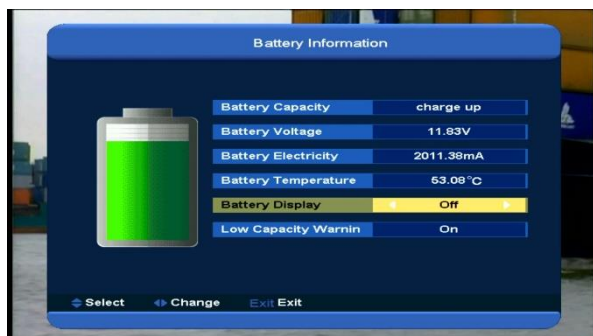 Battery Information
Battery Capacity charge up
Battery Voltage 11.83V
Battery Electricity 2011.38mA
Battery Temperature 53.08°C
Battery Display Off
Low Capacity Warnin On
Select Change Exit Exit